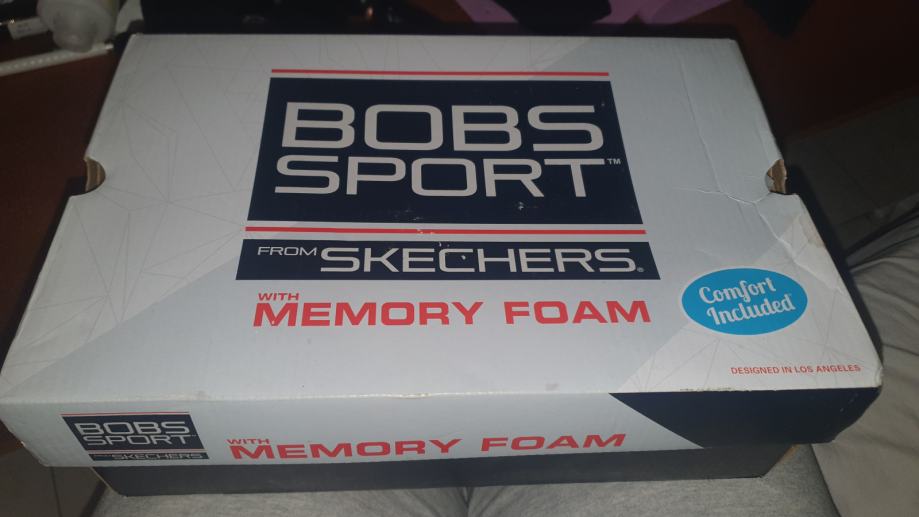 BOBS
SPORT™
FROM SKECHERS®
WITH
MEMORY FOAM
Comfort
Included
DESIGNED IN LOS ANGELES
BOBS
SPORT
FROM SKECHERS
WITH
MEMORY FOAM